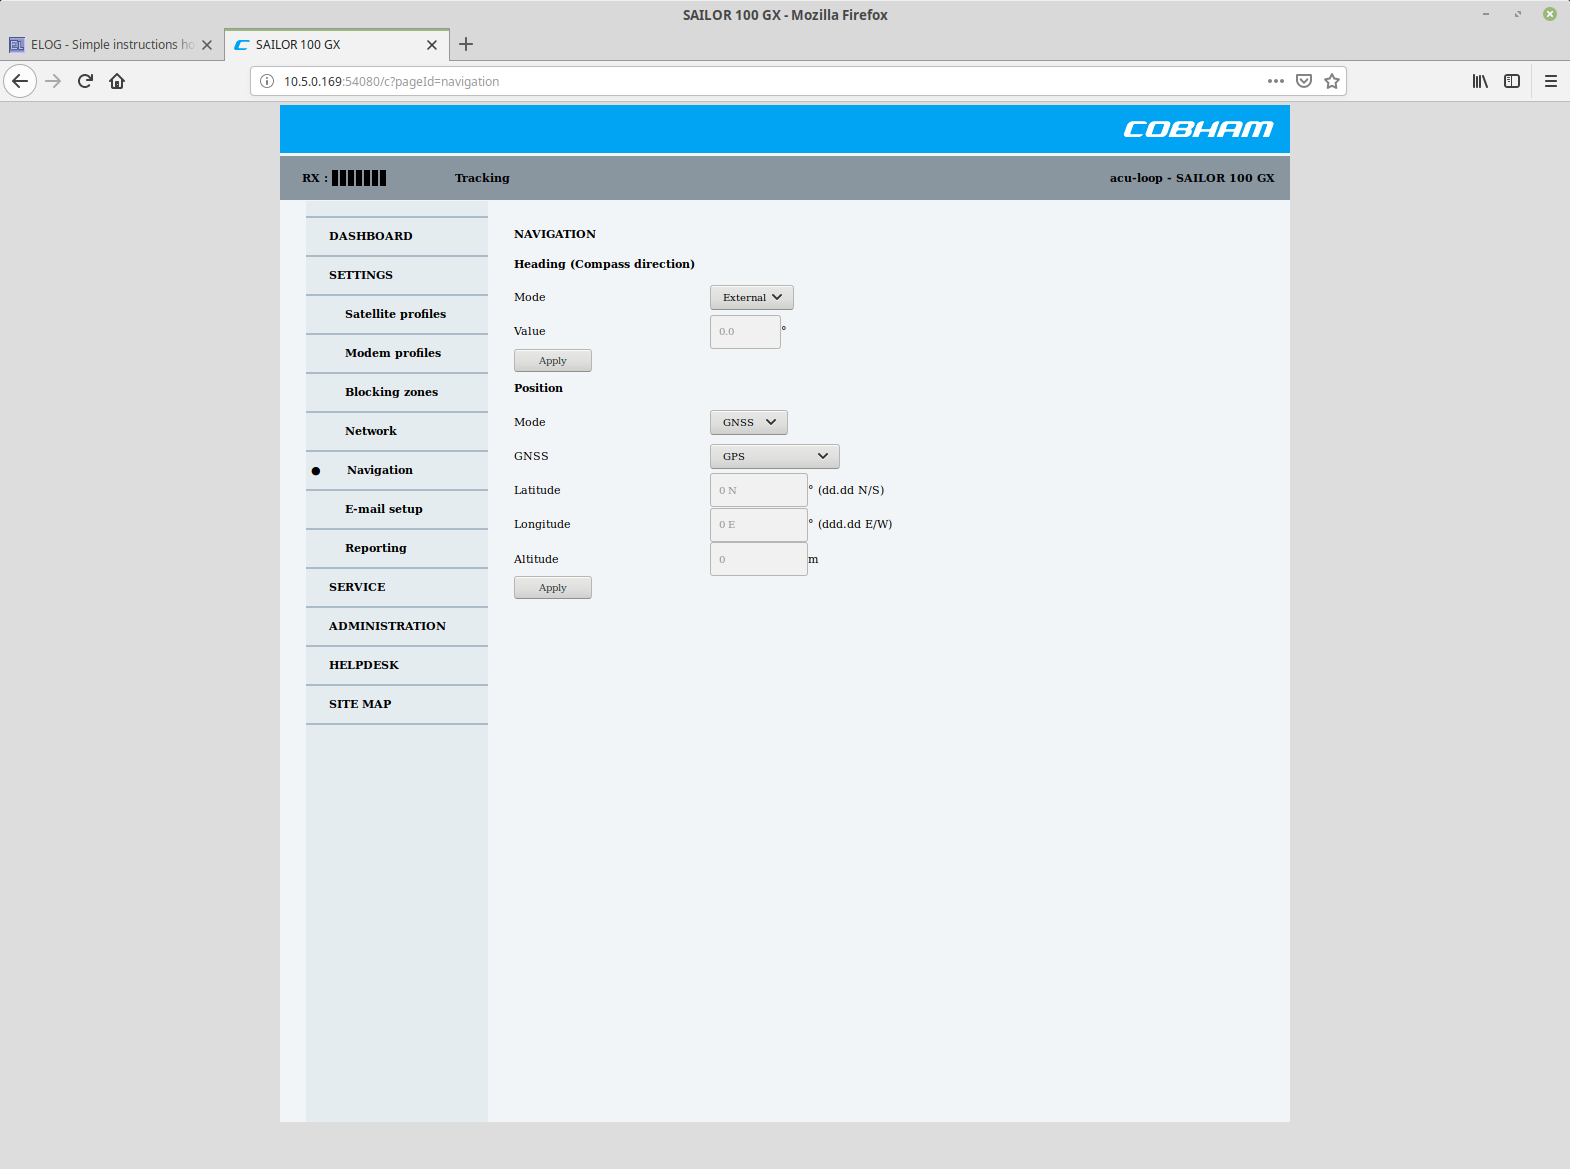 SAILOR 100 GX - Mozilla Firefox
ELOG - Simple instructions ho
SAILOR 100 GX
10.5.0.169:54080/c?pageId=navigation
COBHAM
RX :
Tracking
acu-loop - SAILOR 100 GX
DASHBOARD
SETTINGS
Satellite profiles
Modem profiles
Blocking zones
Network
Navigation
E-mail setup
Reporting
SERVICE
ADMINISTRATION
HELPDESK
SITE MAP
NAVIGATION
Heading (Compass direction)
Mode External
Value 0.0 °
Apply
Position
Mode GNSS
GNSS GPS
Latitude 0 N ° (dd.dd N/S)
Longitude 0 E ° (ddd.dd E/W)
Altitude 0 m
Apply